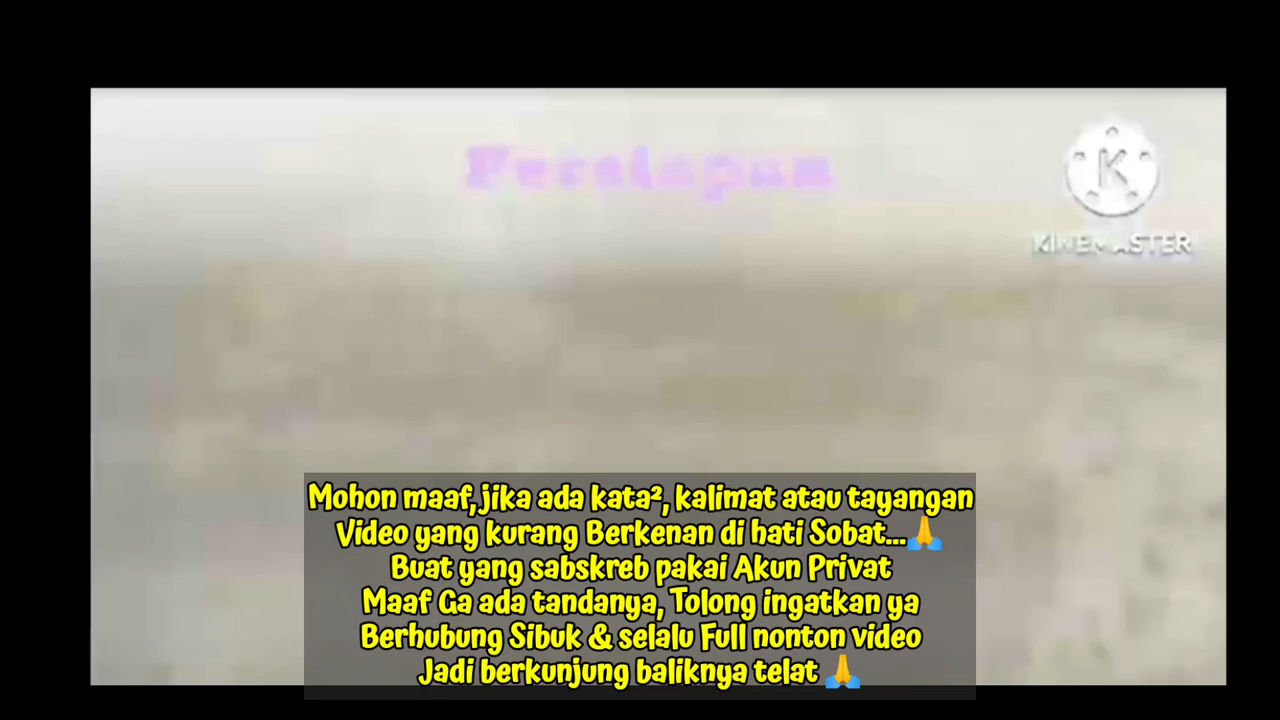 Persiapan
KINEMASTER
Mohon maaf,jika ada kata², kalimat atau tayangan
Video yang kurang Berkenan di hati Sobat...🙏
Buat yang sabskreb pakai Akun Privat
Maaf Ga ada tandanya, Tolong ingatkan ya
Berhubung Sibuk & selalu Full nonton video
Jadi berkunjung baliknya telat 🙏